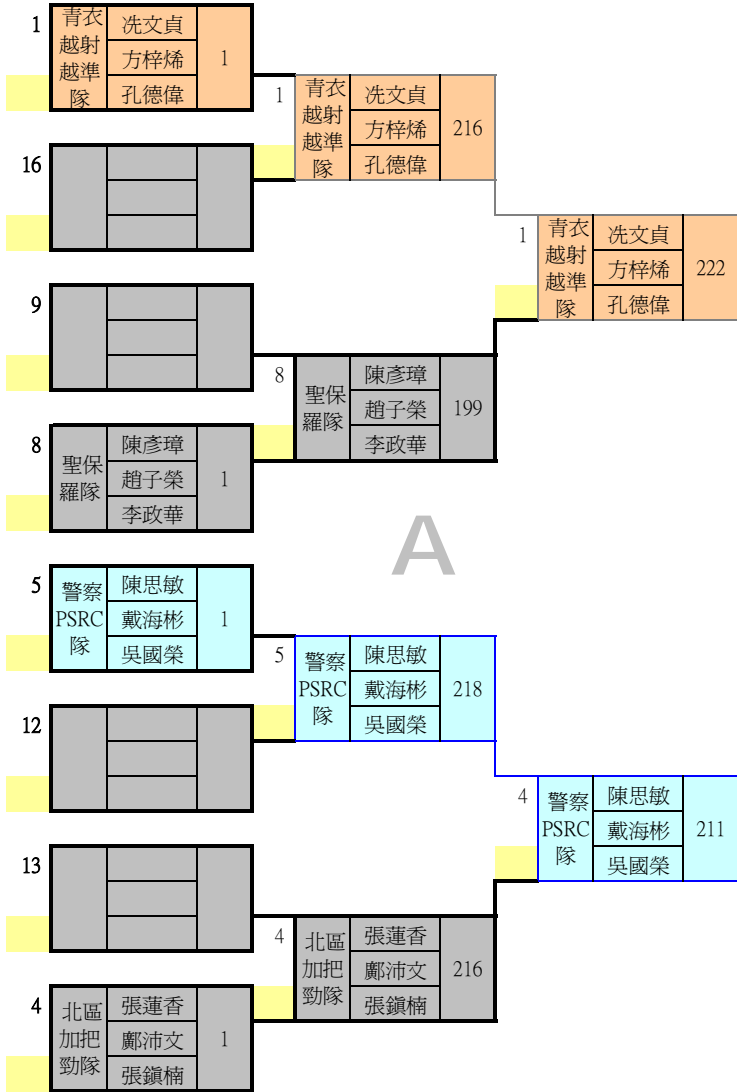 1
青衣越射越準隊
冼文貞
方梓烯
孔德偉
1
16
9
8
聖保羅隊
陳彥璋
趙子榮
李政華
1
5
警察PSRC隊
陳思敏
戴海彬
吳國榮
1
12
13
4
北區加把勁隊
張蓮香
鄺沛文
張鎭楠
1
1
青衣越射越準隊
冼文貞
方梓烯
孔德偉
216
8
聖保羅隊
陳彥璋
趙子榮
李政華
199
A
5
警察PSRC隊
陳思敏
戴海彬
吳國榮
218
4
北區加把勁隊
張蓮香
鄺沛文
張鎭楠
216
1
青衣越射越準隊
冼文貞
方梓烯
孔德偉
222
4
警察PSRC隊
陳思敏
戴海彬
吳國榮
211